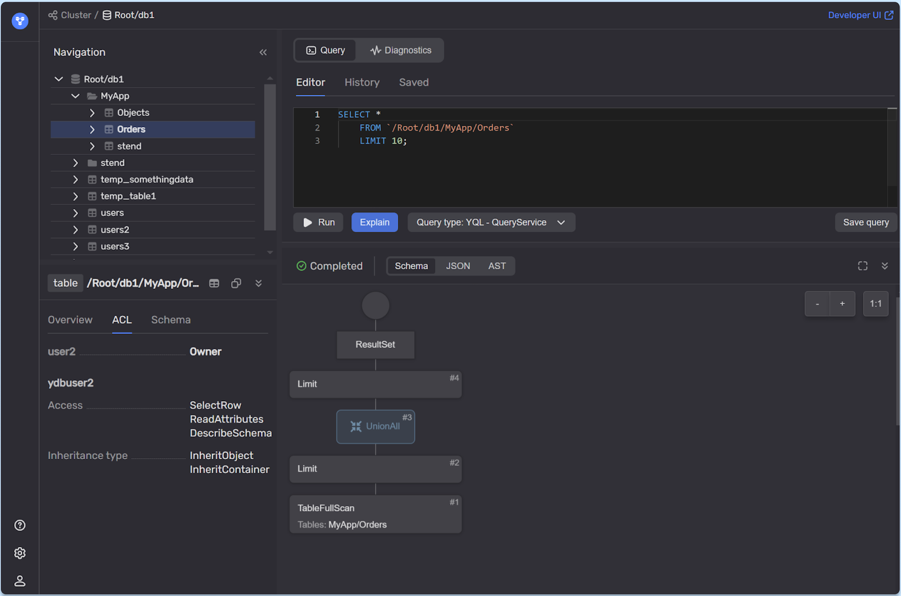 Cluster / Root/db1
Developer UI
Navigation
Root/db1
MyApp
Objects
Orders
stend
stend
temp_somethingdata
temp_table1
users
users2
users3
table /Root/db1/MyApp/Or...
Overview ACL Schema
user2 Owner
ydbuser2
Access SelectRow
ReadAttributes
DescribeSchema
Inheritance type InheritObject
InheritContainer
Query Diagnostics
Editor History Saved
1 SELECT *
2 FROM `/Root/db1/MyApp/Orders`
3 LIMIT 10;
Run Explain Query type: YQL - QueryService Save query
Completed Schema JSON AST
- + 1:1
ResultSet
Limit #4
UnionAll #3
Limit #2
TableFullScan #1
Tables: MyApp/Orders